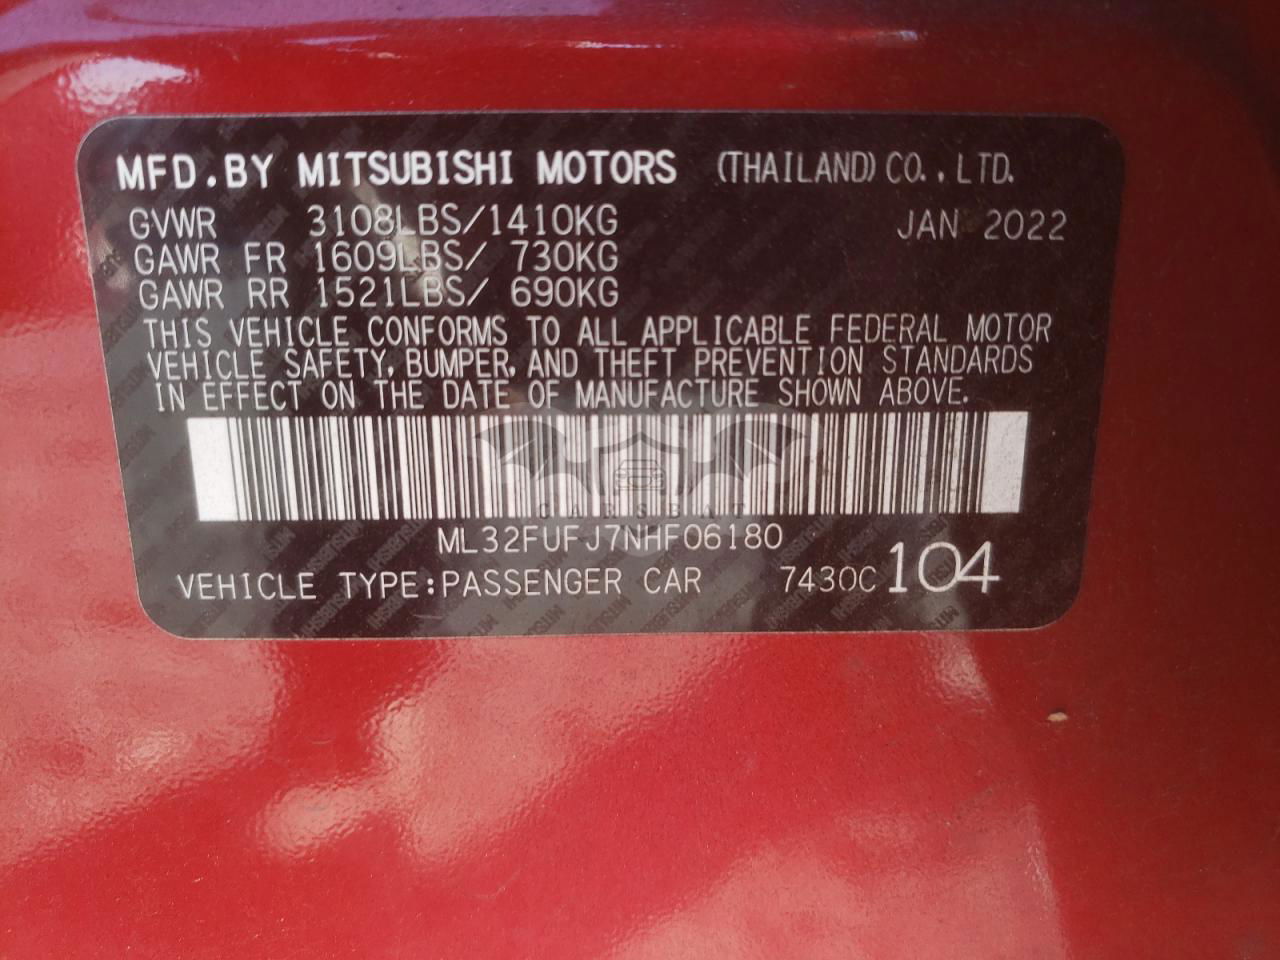 MFD.BY MITSUBISHI MOTORS (THAILAND) CO.,LTD.
GVWR 3108LBS/1410KG JAN 2022
GAWR FR 1609LBS/ 730KG
GAWR RR 1521LBS/ 690KG
THIS VEHICLE CONFORMS TO ALL APPLICABLE FEDERAL MOTOR
VEHICLE SAFETY, BUMPER, AND THEFT PREVENTION STANDARDS
IN EFFECT ON THE DATE OF MANUFACTURE SHOWN ABOVE.
CARSBAT
ML32FUFJ7NHF06180
VEHICLE TYPE:PASSENGER CAR 7430C 104